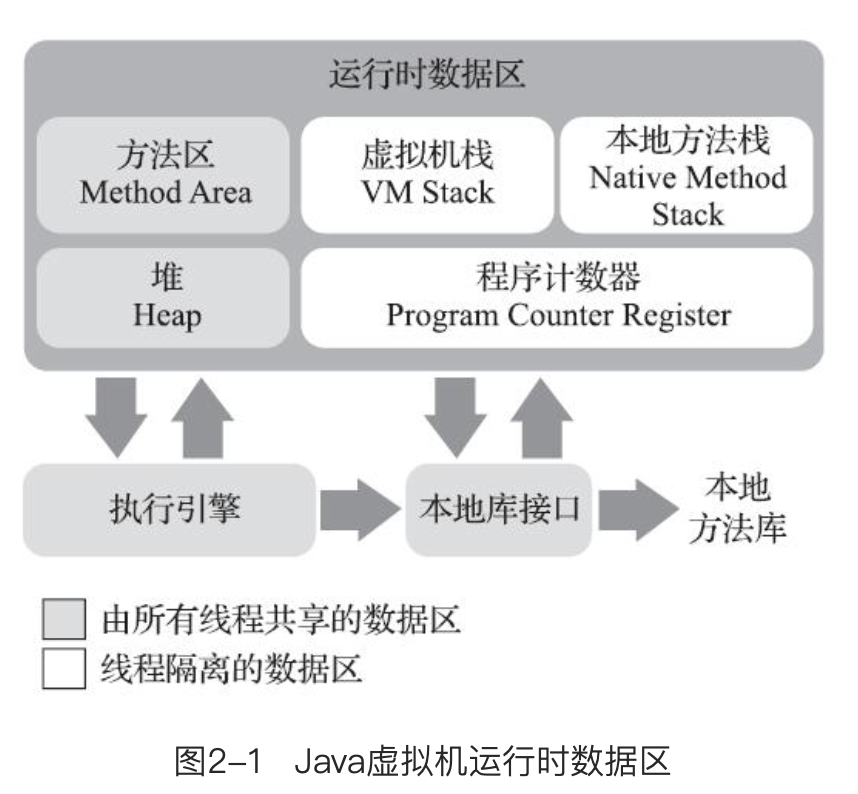 运行时数据区
方法区
Method Area
虚拟机栈
VM Stack
本地方法栈
Native Method
Stack
堆
Heap
程序计数器
Program Counter Register
执行引擎
本地库接口
本地
方法库
由所有线程共享的数据区
线程隔离的数据区
图2-1 Java虚拟机运行时数据区